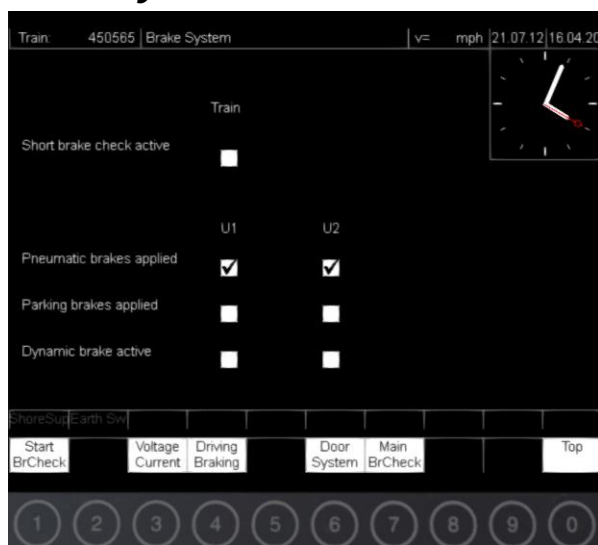 Train: 450565 Brake System v= mph 21.07.12 16.04.20
Train
Short brake check active
U1 U2
Pneumatic brakes applied
Parking brakes applied
Dynamic brake active
ShoreSup Earth Sw
Start Voltage Driving Door Main Top
BrCheck Current Braking System BrCheck
1 2 3 4 5 6 7 8 9 0